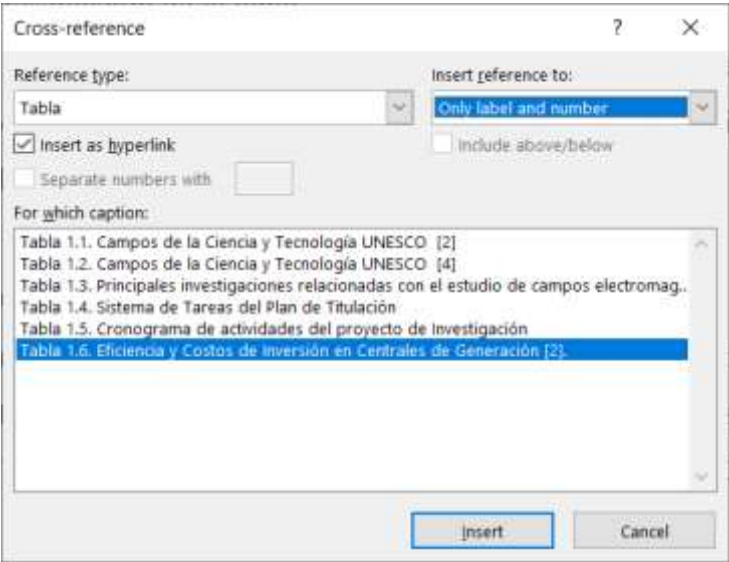 Cross-reference
Reference type:
Insert reference to:
Tabla
Only label and number
Insert as hyperlink
Include above/below
Separate numbers with
For which caption:
Tabla 1.1. Campos de la Ciencia y Tecnología UNESCO [2]
Tabla 1.2. Campos de la Ciencia y Tecnología UNESCO [4]
Tabla 1.3. Principales investigaciones relacionadas con el estudio de campos electromag..
Tabla 1.4. Sistema de Tareas del Plan de Titulación
Tabla 1.5. Cronograma de actividades del proyecto de Investigación
Tabla 1.6. Eficiencia y Costos de Inversión en Centrales de Generación [2].
Insert
Cancel